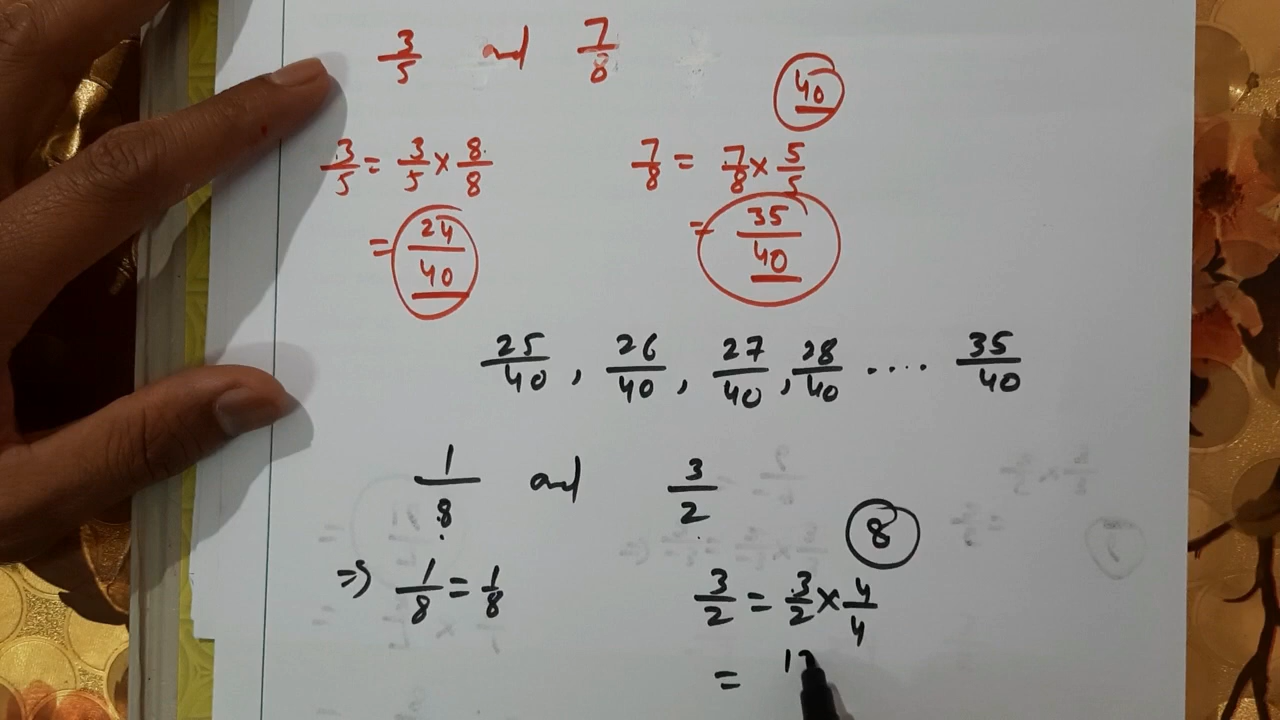 3/5 and 7/8
40
3/5 = 3/5 × 8/8
7/8 = 7/8 × 5/5
= 24/40
= 35/40
25/40, 26/40, 27/40, 28/40 .... 35/40
1/8 and 3/2
8
⇒ 1/8 = 1/8
3/2 = 3/2 × 4/4
= 1